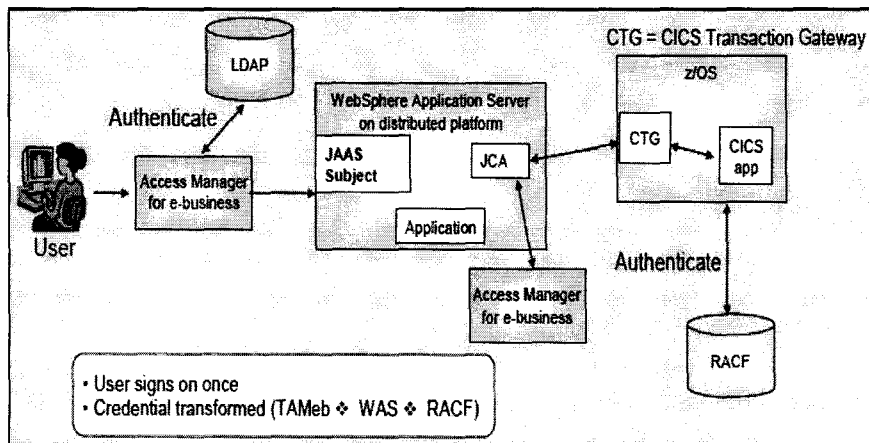 CTG = CICS Transaction Gateway
LDAP
z/OS
WebSphere Application Server
on distributed platform
Authenticate
CTG
JAAS
Subject
JCA
CICS
app
Access Manager
for e-business
Application
User
Authenticate
Access Manager
for e-business
RACF
• User signs on once
• Credential transformed (TAMeb ❖ WAS ❖ RACF)